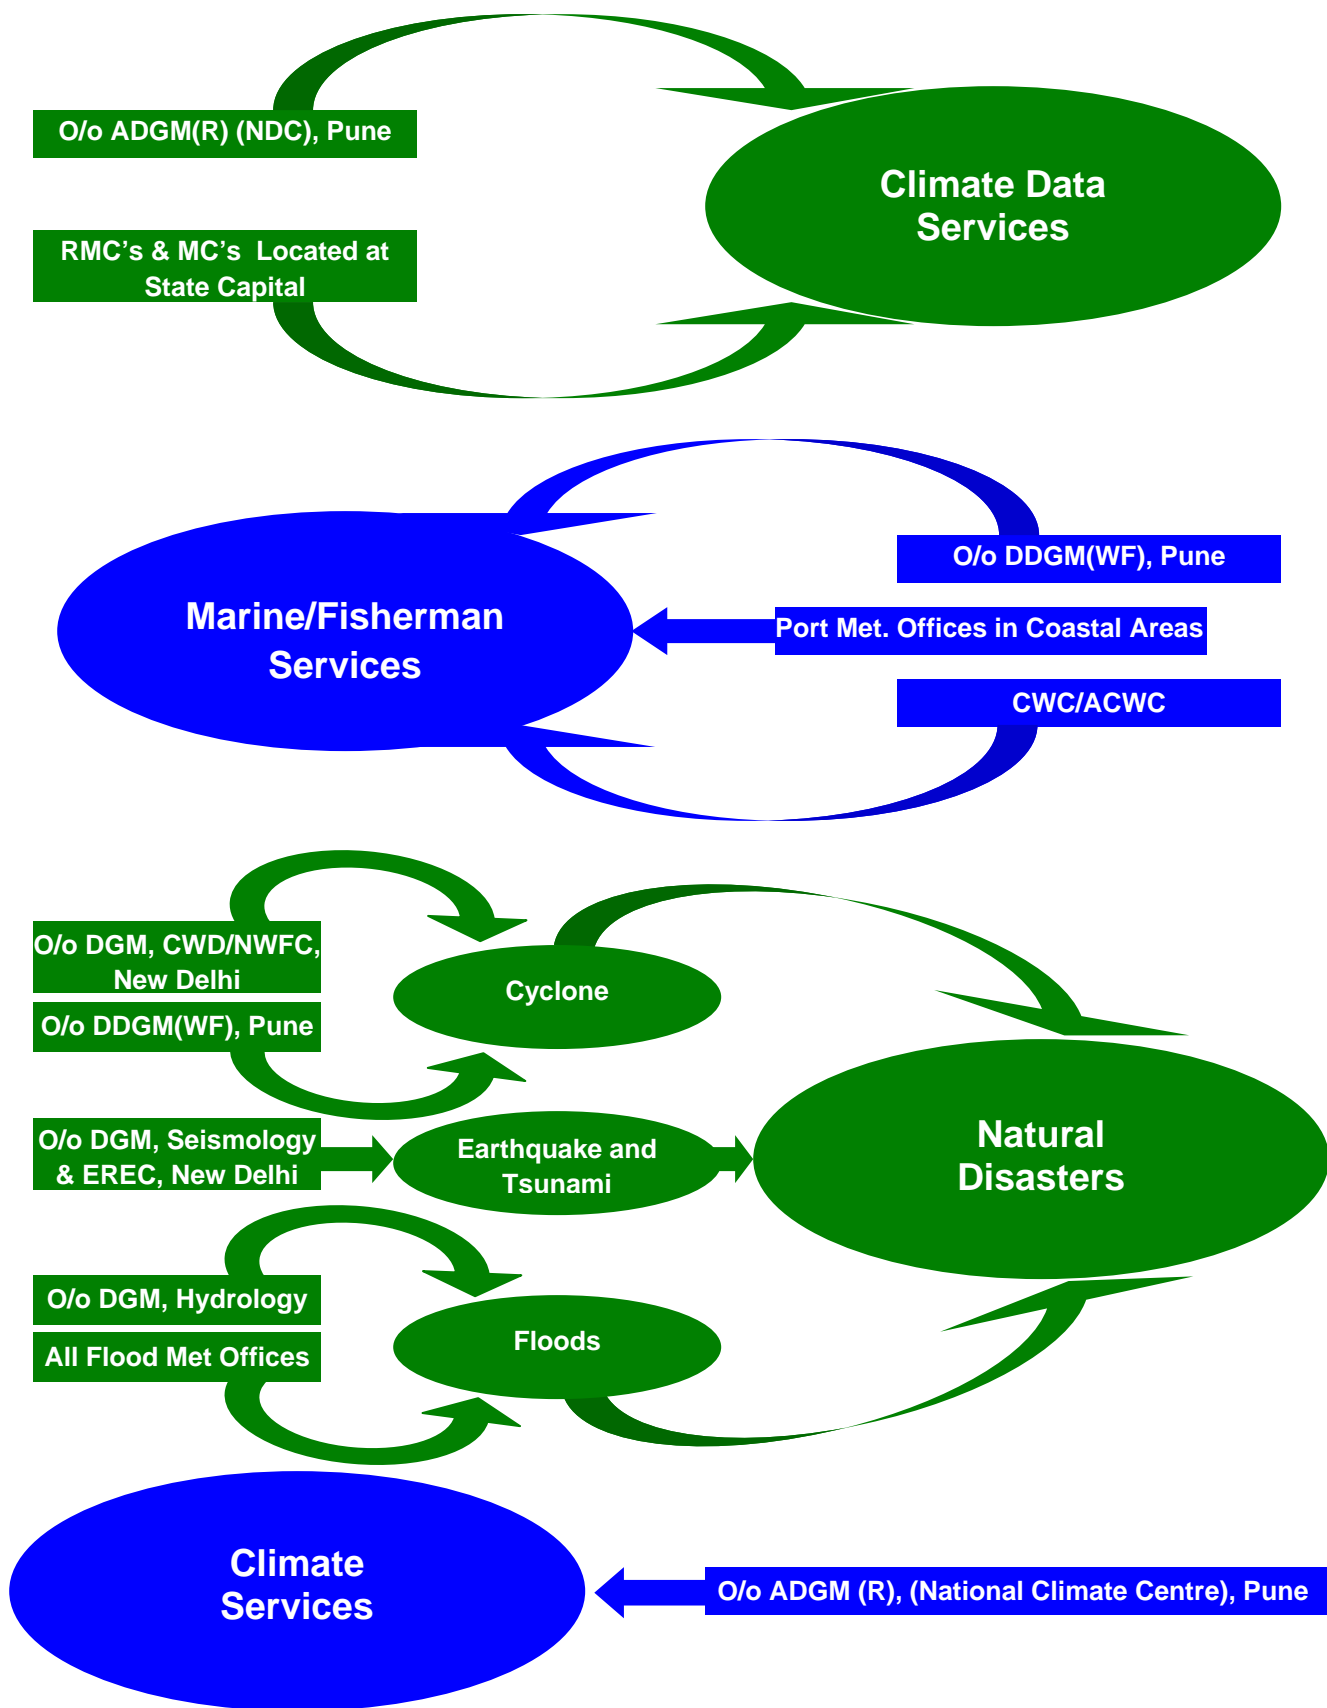 O/o ADGM(R) (NDC), Pune
Climate Data
Services
RMC's & MC's  Located at
State Capital
O/o DDGM(WF), Pune
Marine/Fisherman
Services
Port Met. Offices in Coastal Areas
CWC/ACWC
O/o DGM, CWD/NWFC,
New Delhi
Cyclone
O/o DDGM(WF), Pune
O/o DGM, Seismology
& EREC, New Delhi
Earthquake and
Tsunami
Natural
Disasters
O/o DGM, Hydrology
All Flood Met Offices
Floods
Climate
Services
O/o ADGM (R), (National Climate Centre), Pune